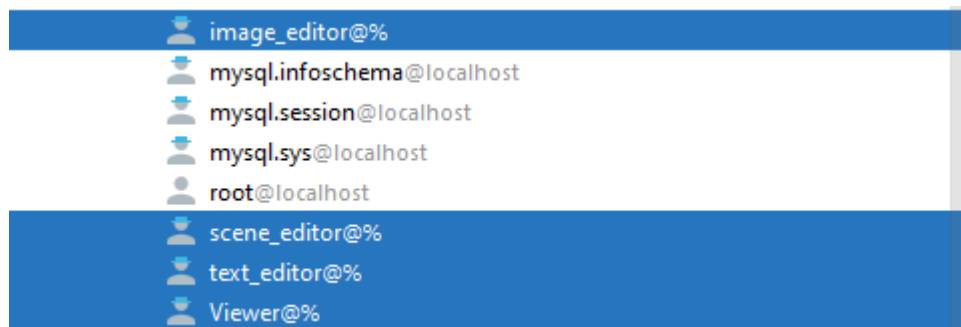 image_editor@%
mysql.infoschema@localhost
mysql.session@localhost
mysql.sys@localhost
root@localhost
scene_editor@%
text_editor@%
Viewer@%